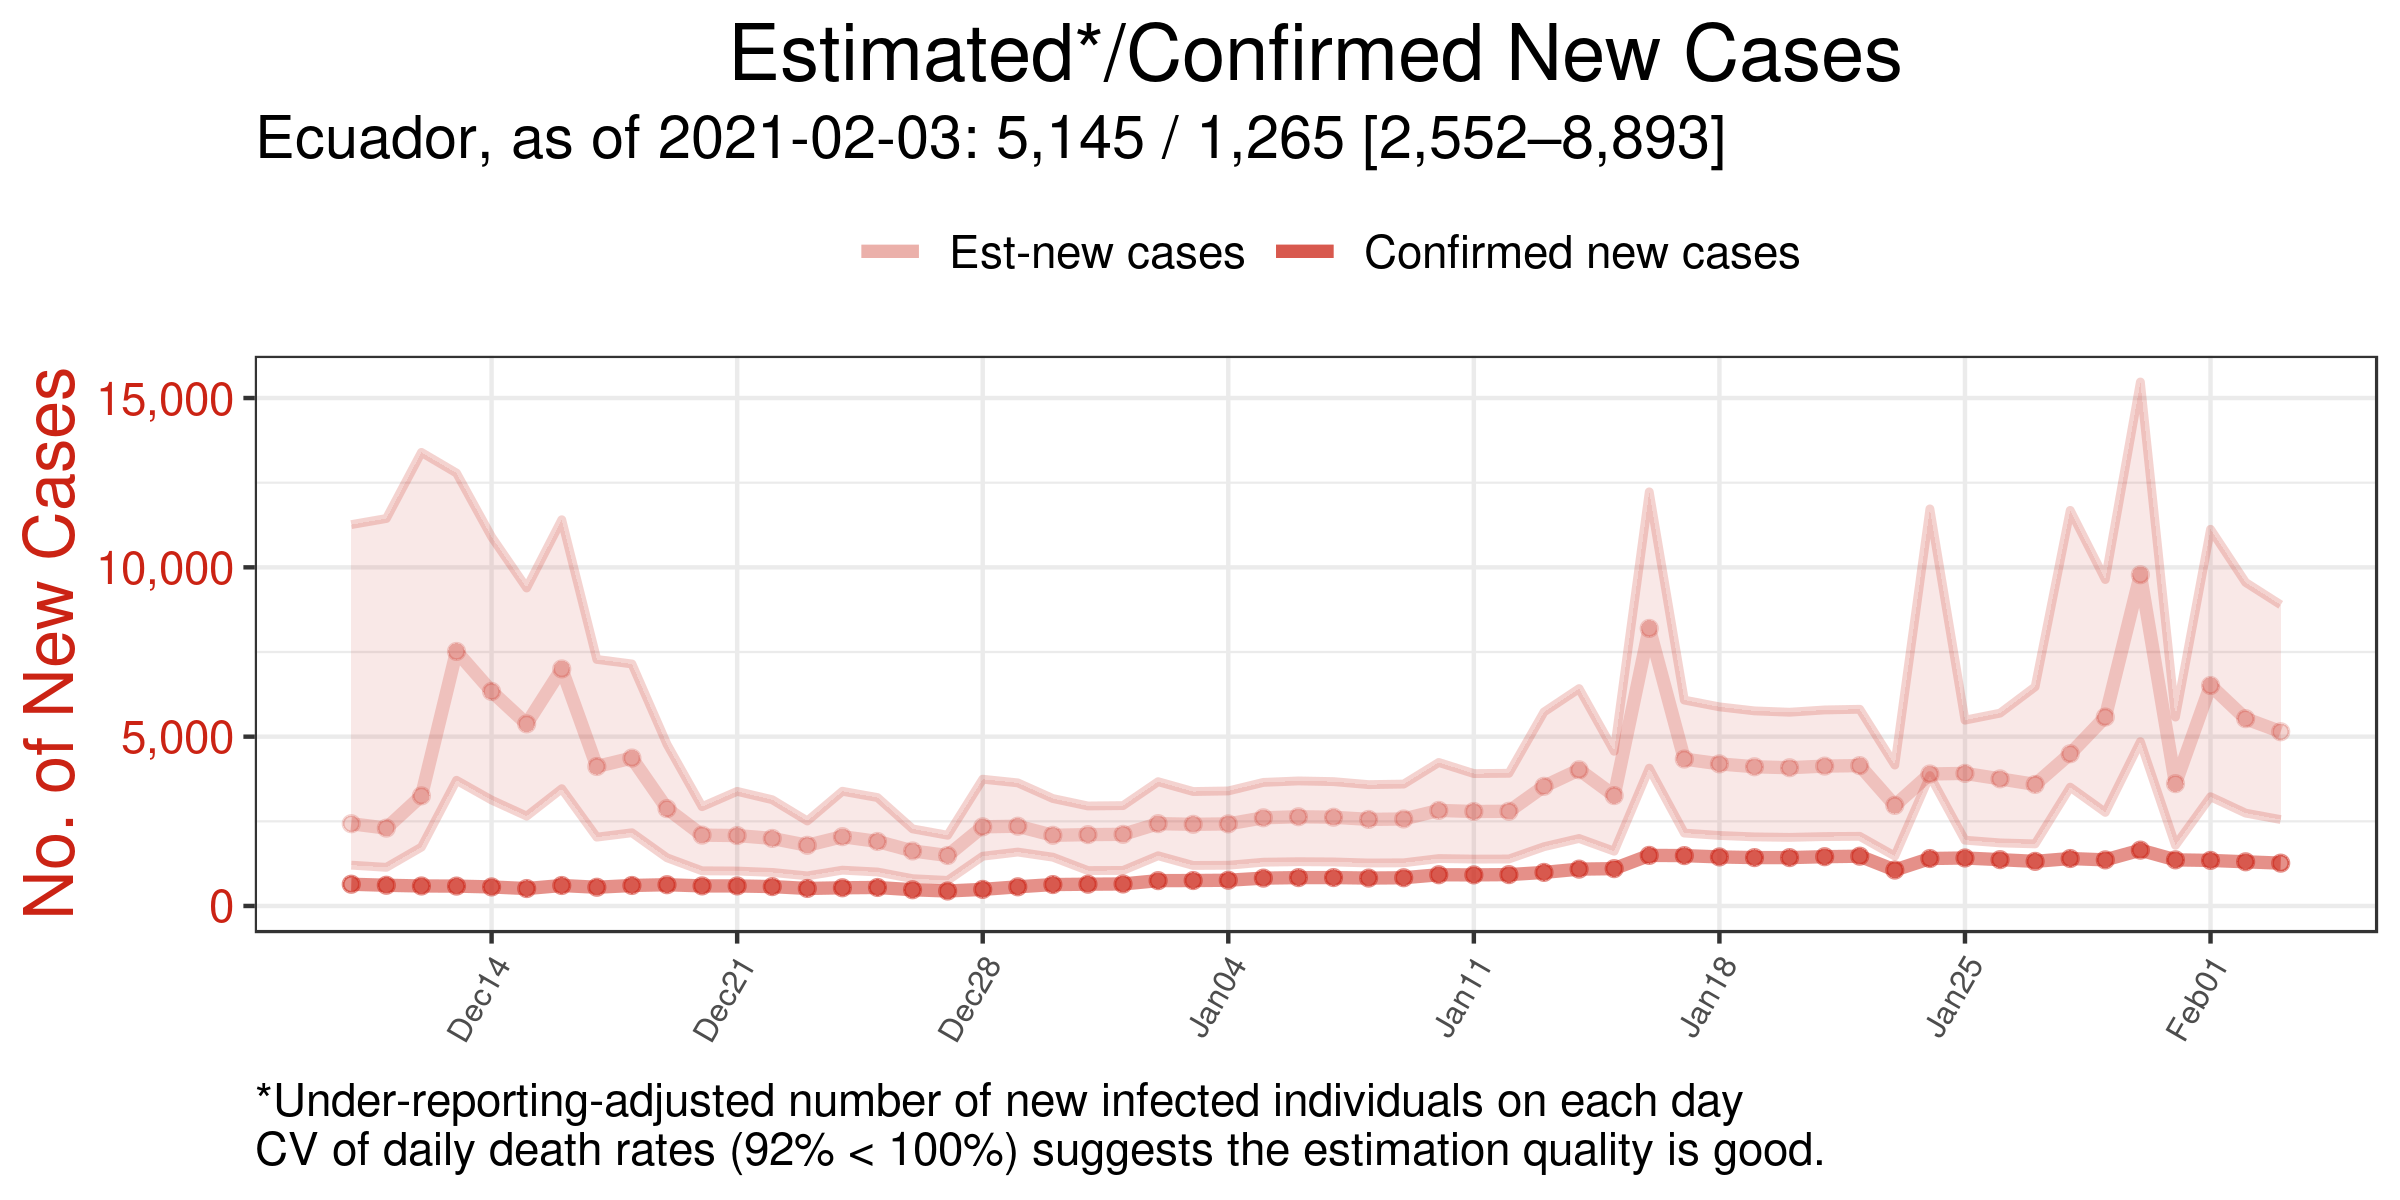 Estimated*/Confirmed New Cases
Ecuador, as of 2021-02-03: 5,145 / 1,265 [2,552–8,893]
Est-new cases
Confirmed new cases
No. of New Cases
15,000
10,000
5,000
0
Dec14
Dec21
Dec28
Jan04
Jan11
Jan18
Jan25
Feb01
*Under-reporting-adjusted number of new infected individuals on each day
CV of daily death rates (92% < 100%) suggests the estimation quality is good.